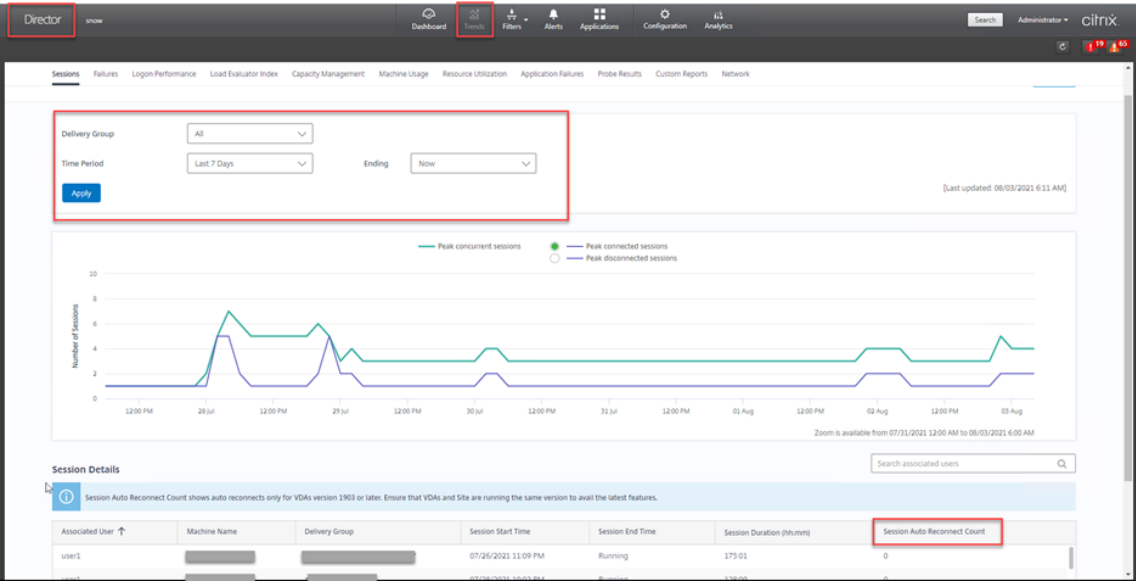 Director snow Dashboard Trends Filters Alerts Applications Configuration Analytics Search Administrator citrix
19 65
Sessions Failures Logon Performance Load Evaluator Index Capacity Management Machine Usage Resource Utilization Application Failures Probe Results Custom Reports Network
Delivery Group All
Time Period Last 7 Days Ending Now
Apply
[Last updated: 08/03/2021 6:11 AM]
Peak concurrent sessions Peak connected sessions
Peak disconnected sessions
10
8
6
4
2
0
Number of Sessions
12:00 PM 28 Jul 12:00 PM 29 Jul 12:00 PM 30 Jul 12:00 PM 31 Jul 12:00 PM 01 Aug 12:00 PM 02 Aug 12:00 PM 03 Aug
Zoom is available from 07/31/2021 12:00 AM to 08/03/2021 6:00 AM
Session Details Search associated users
Session Auto Reconnect Count shows auto reconnects only for VDAs version 1903 or later. Ensure that VDAs and Site are running the same version to avail the latest features.
Associated User Machine Name Delivery Group Session Start Time Session End Time Session Duration (hh.mm) Session Auto Reconnect Count
user1 07/26/2021 11:09 PM Running 175:01 0